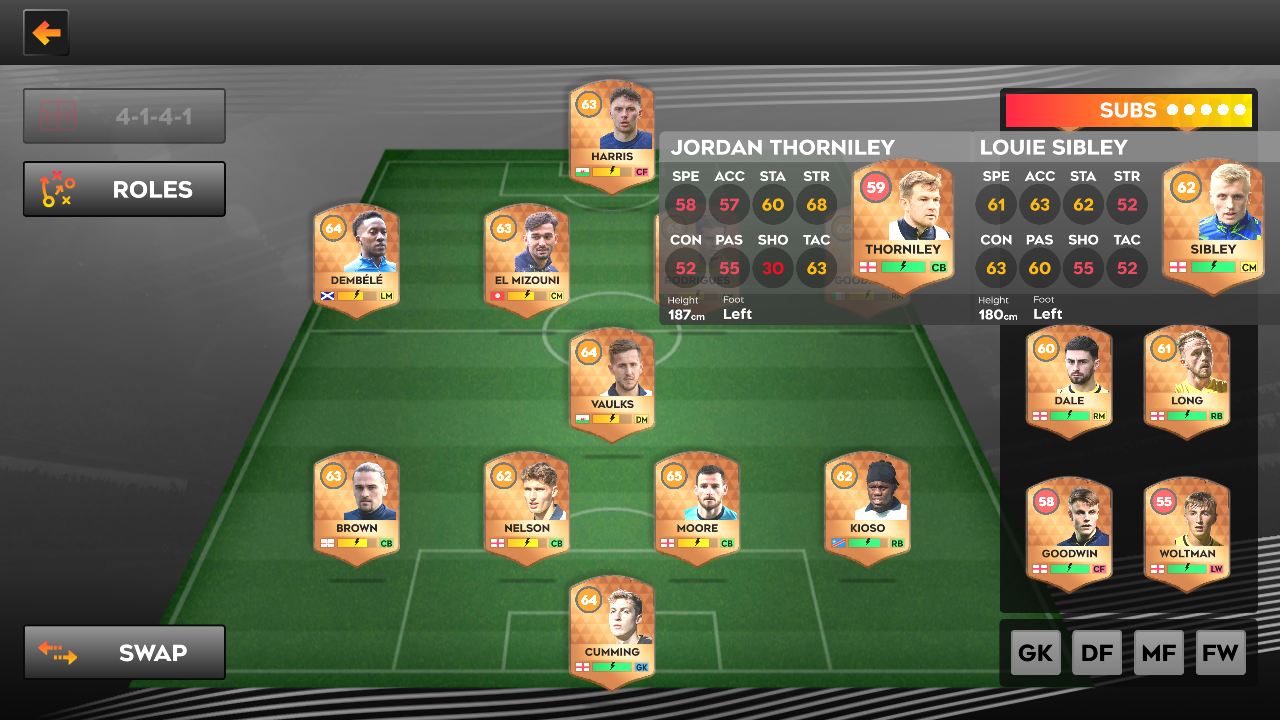 4-1-4-1
ROLES
SWAP
63
HARRIS
CF
64
DEMBÉLÉ
LM
63
EL MIZOUNI
CM
RODRIGUES
62
64
VAULKS
DM
63
BROWN
CB
62
NELSON
CB
65
MOORE
CB
62
KIOSO
RB
64
CUMMING
GK
SUBS
JORDAN THORNILEY
SPE ACC STA STR
58 57 60 68
CON PAS SHO TAC
52 55 30 63
Height Foot
187cm Left
59
THORNILEY
CB
LOUIE SIBLEY
SPE ACC STA STR
61 63 62 52
CON PAS SHO TAC
63 60 55 52
Height Foot
180cm Left
62
SIBLEY
CM
60
DALE
RM
61
LONG
RB
58
GOODWIN
CF
55
WOLTMAN
LW
GK DF MF FW